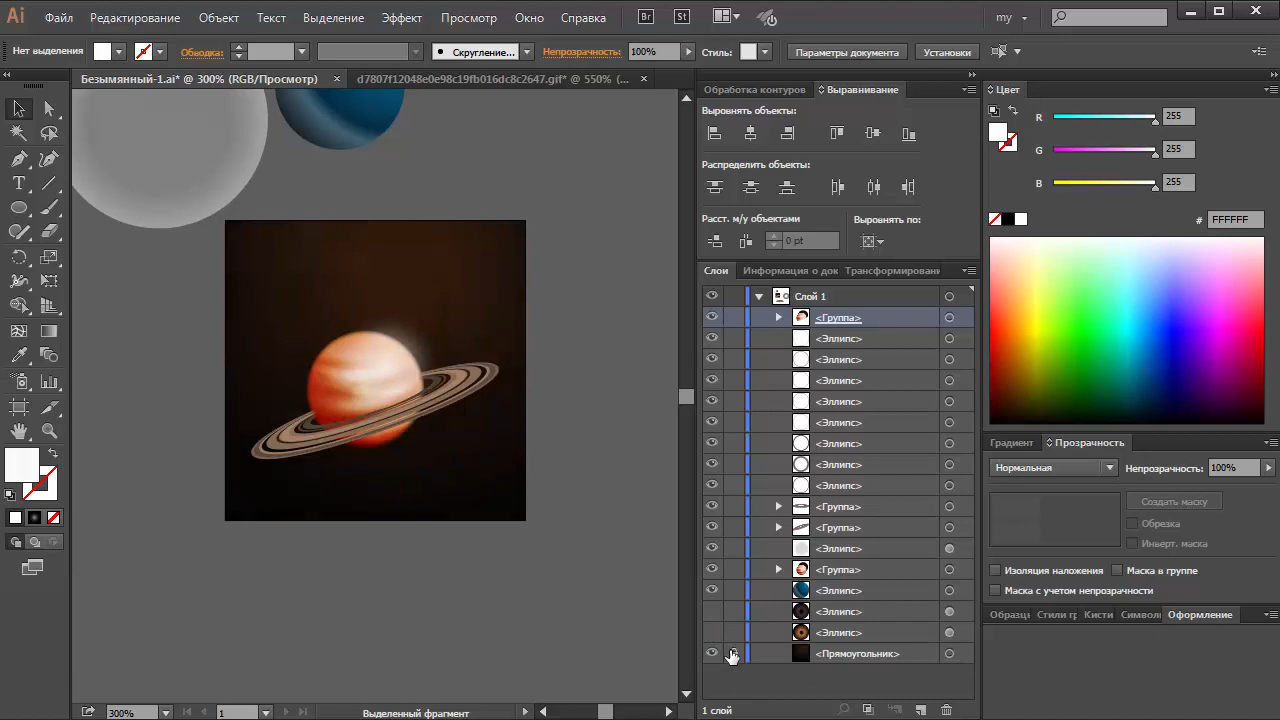 Ai Файл Редактирование Объект Текст Выделение Эффект Просмотр Окно Справка Br St my
Нет выделения Обводка: Скругление... Непрозрачность: 100% Стиль: Параметры документа Установки
Безымянный-1.ai* @ 300% (RGB/Просмотр) × d7807f12048e0e98c19fb016dc8c2647.gif* @ 550% (... ×
Обработка контуров Выравнивание
Выровнять объекты:
Распределить объекты:
Расст. м/у объектами Выровнять по:
0 pt
Слои Информация о док Трансформировани
Слой 1
<Группа>
<Эллипс>
<Эллипс>
<Эллипс>
<Эллипс>
<Эллипс>
<Эллипс>
<Эллипс>
<Эллипс>
<Группа>
<Группа>
<Эллипс>
<Группа>
<Эллипс>
<Эллипс>
<Эллипс>
<Прямоугольник>
1 слой
Цвет
R 255
G 255
B 255
# FFFFFF
Градиент Прозрачность
Нормальная Непрозрачность: 100%
Создать маску
Обрезка
Инверт. маска
Изоляция наложения Маска в группе
Маска с учетом непрозрачности
Образц Стили гр Кисти Символ Оформление
300% 1 Выделенный фрагмент